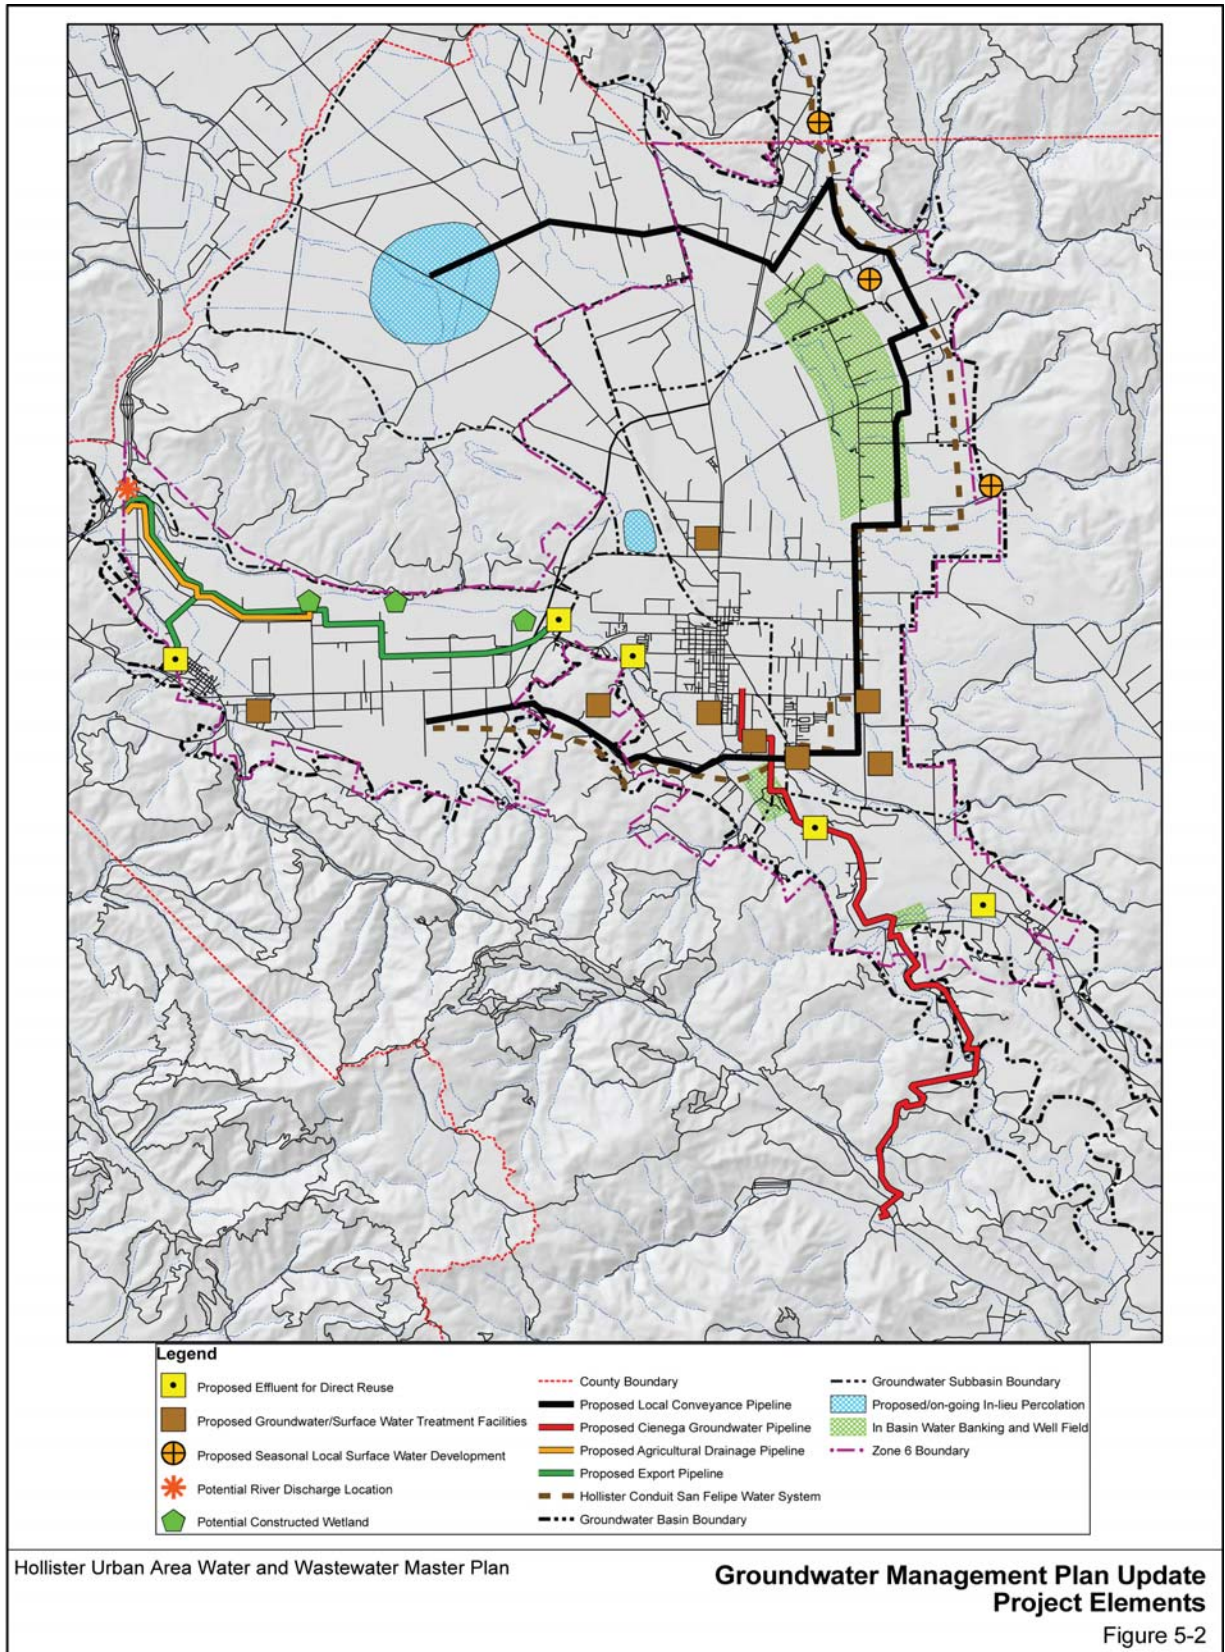 Legend
Proposed Effluent for Direct Reuse
Proposed Groundwater/Surface Water Treatment Facilities
Proposed Seasonal Local Surface Water Development
Potential River Discharge Location
Potential Constructed Wetland
County Boundary
Proposed Local Conveyance Pipeline
Proposed Cienega Groundwater Pipeline
Proposed Agricultural Drainage Pipeline
Proposed Export Pipeline
Hollister Conduit San Felipe Water System
Groundwater Basin Boundary
Groundwater Subbasin Boundary
Proposed/on-going In-lieu Percolation
In Basin Water Banking and Well Field
Zone 6 Boundary
Hollister Urban Area Water and Wastewater Master Plan
Groundwater Management Plan Update
Project Elements
Figure 5-2